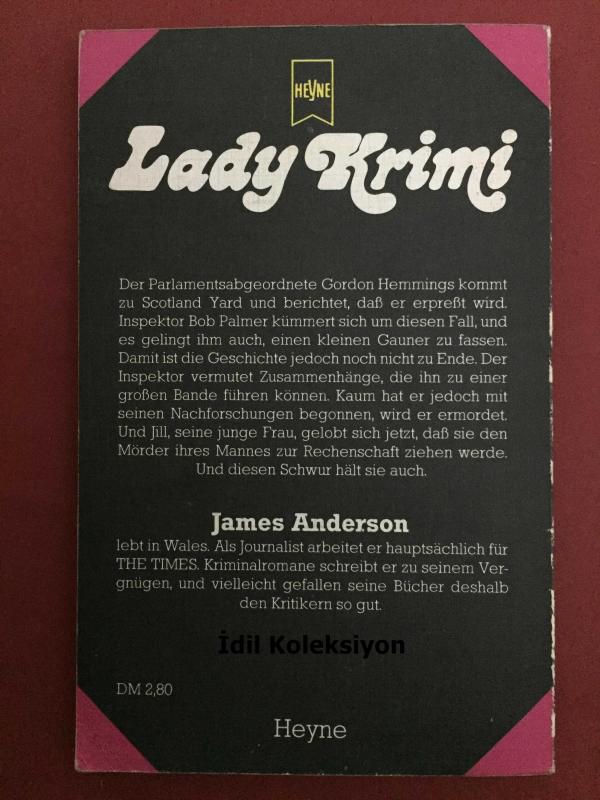 HEYNE
Lady Krimi
Der Parlamentsabgeordnete Gordon Hemmings kommt
zu Scotland Yard und berichtet, daß er erpreßt wird.
Inspektor Bob Palmer kümmert sich um diesen Fall, und
es gelingt ihm auch, einen kleinen Gauner zu fassen.
Damit ist die Geschichte jedoch noch nicht zu Ende. Der
Inspektor vermutet Zusammenhänge, die ihn zu einer
großen Bande führen können. Kaum hat er jedoch mit
seinen Nachforschungen begonnen, wird er ermordet.
Und Jill, seine junge Frau, gelobt sich jetzt, daß sie den
Mörder ihres Mannes zur Rechenschaft ziehen werde.
Und diesen Schwur hält sie auch.
James Anderson
lebt in Wales. Als Journalist arbeitet er hauptsächlich für
THE TIMES. Kriminalromane schreibt er zu seinem Ver-
gnügen, und vielleicht gefallen seine Bücher deshalb
den Kritikern so gut.
İdil Koleksiyon
DM 2,80
Heyne